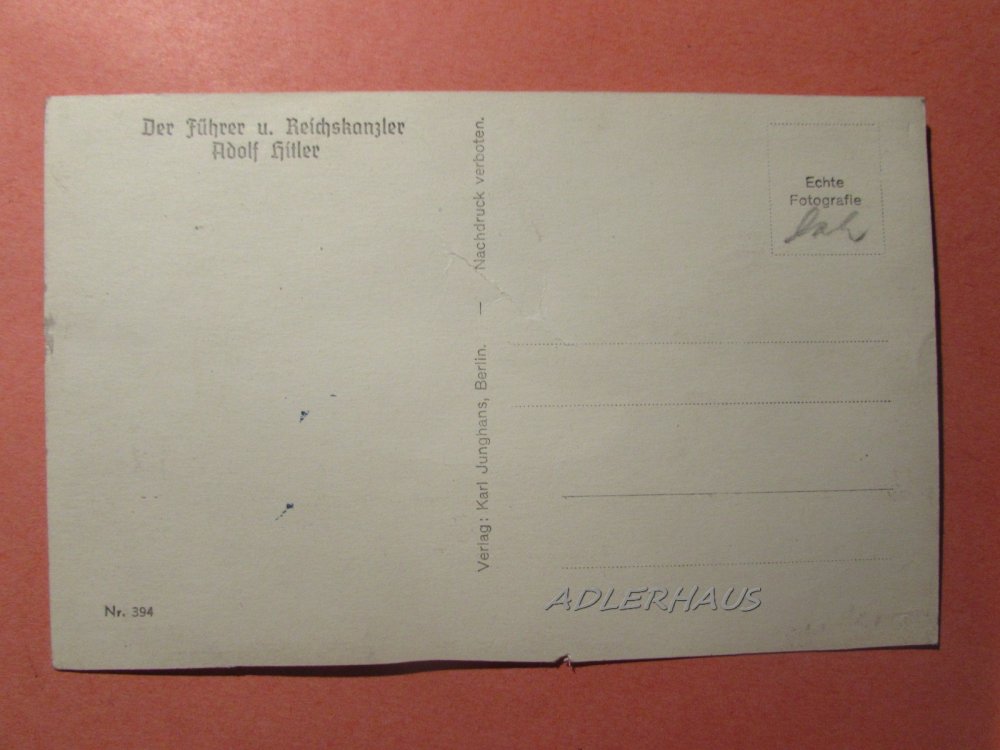 Der Führer u. Reichskanzler
Adolf Hitler
Nr. 394
Verlag: Karl Junghans, Berlin. — Nachdruck verboten.
Echte
Fotografie
ADLERHAUS